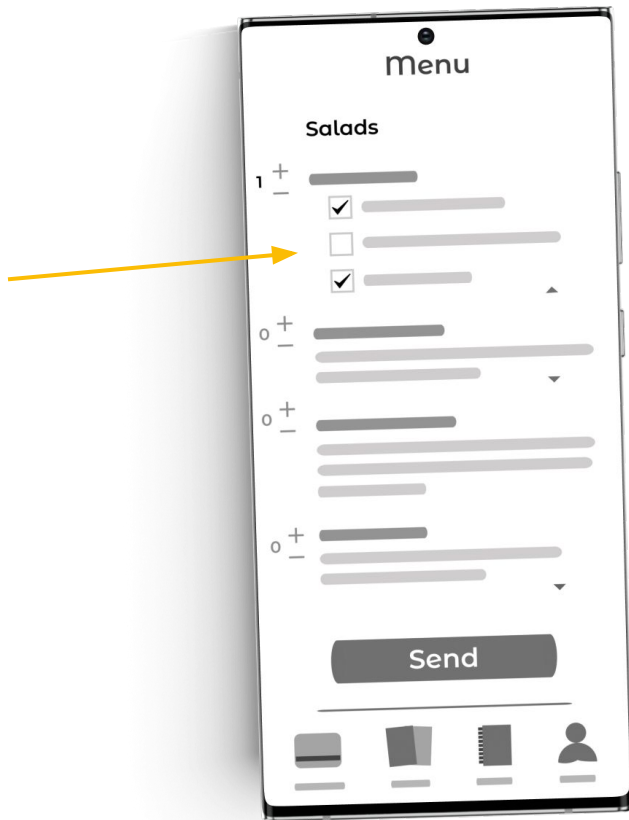 Menu
Salads
1 + −
0 + −
0 + −
0 + −
Send